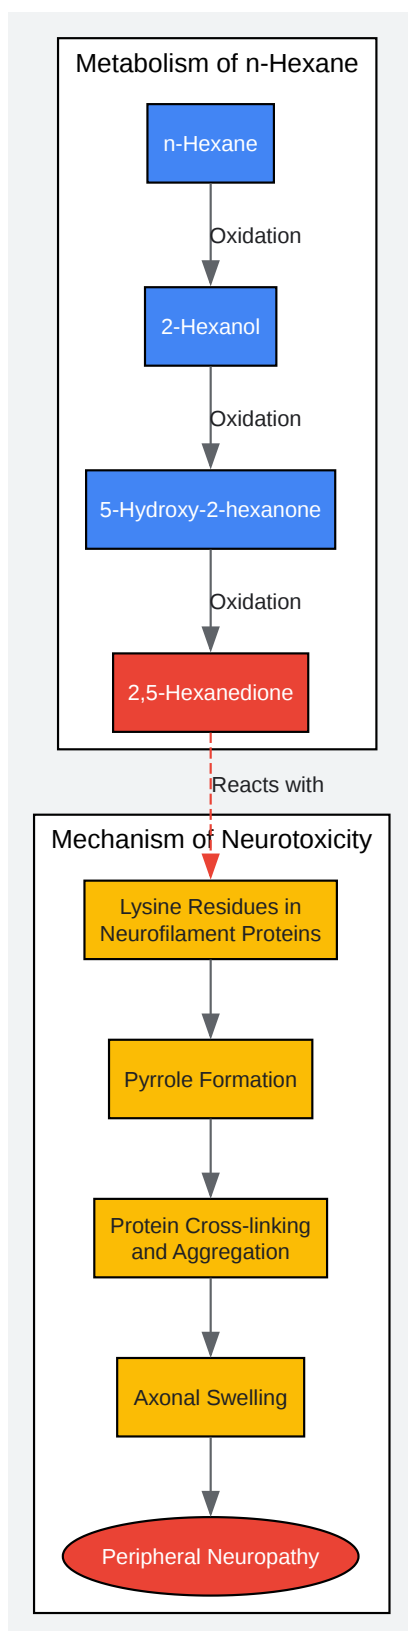 Metabolism of n-Hexane
n-Hexane
Oxidation
2-Hexanol
Oxidation
5-Hydroxy-2-hexanone
Oxidation
2,5-Hexanedione
Reacts with
Mechanism of Neurotoxicity
Lysine Residues in
Neurofilament Proteins
Pyrrole Formation
Protein Cross-linking
and Aggregation
Axonal Swelling
Peripheral Neuropathy